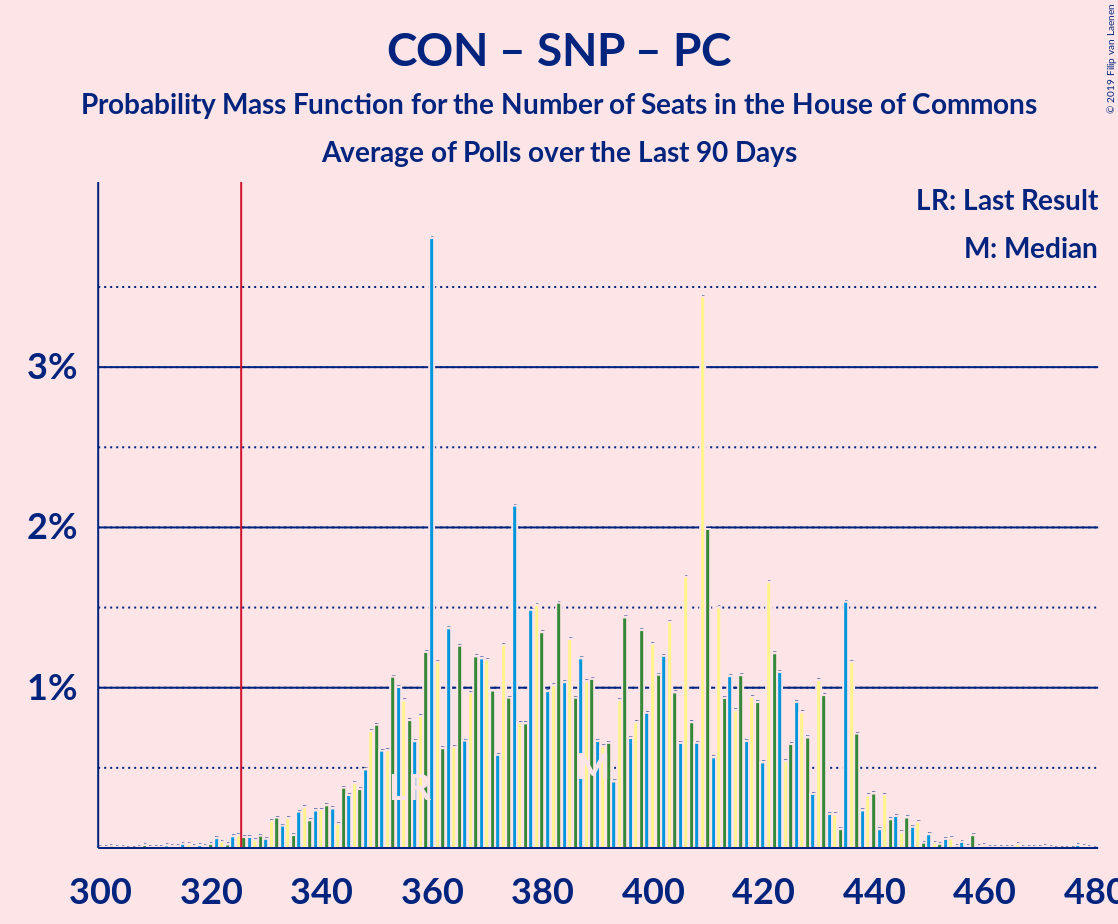 CON – SNP – PC
Probability Mass Function for the Number of Seats in the House of Commons
Average of Polls over the Last 90 Days
© 2019 Filip van Laenen
LR: Last Result
M: Median
3%
2%
1%
LR
M
300 320 340 360 380 400 420 440 460 480